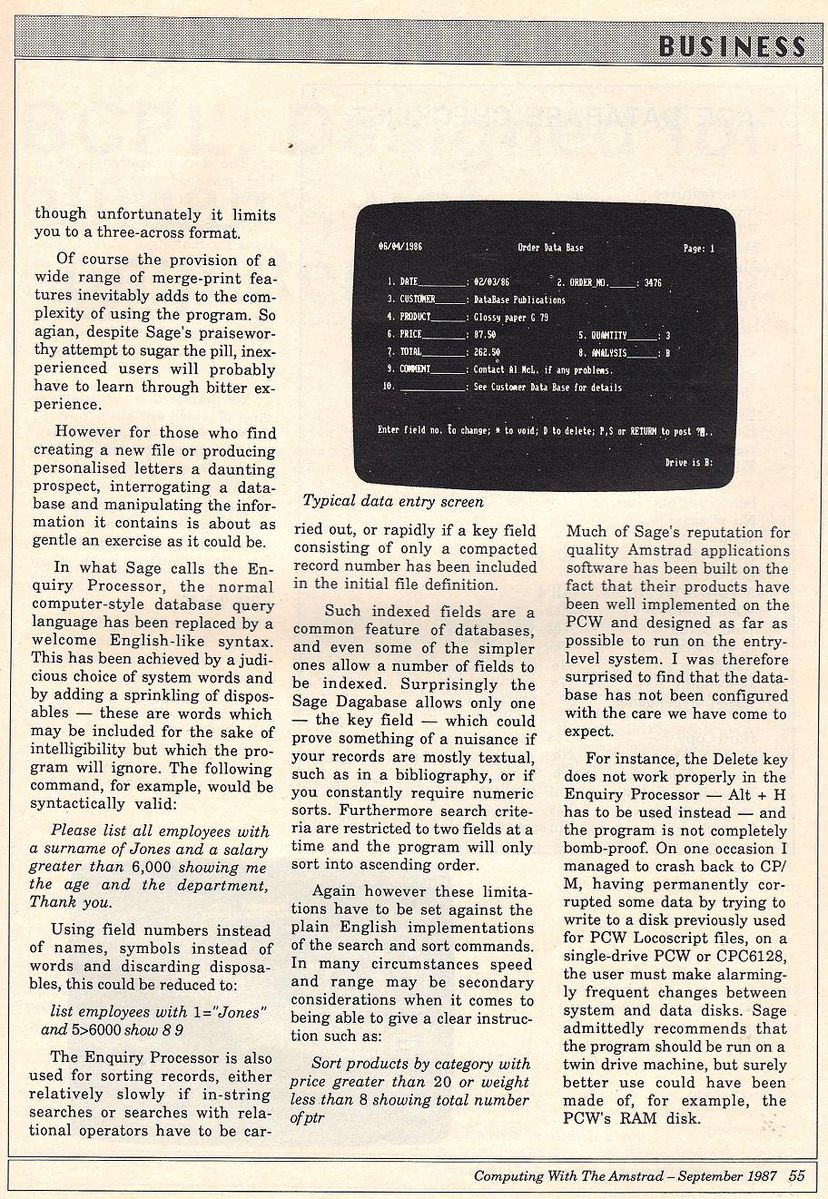 BUSINESS
though unfortunately it limits
you to a three-across format.
Of course the provision of a
wide range of merge-print fea-
tures inevitably adds to the com-
plexity of using the program. So
agian, despite Sage's praisewor-
thy attempt to sugar the pill, inex-
perienced users will probably
have to learn through bitter ex-
perience.
However for those who find
creating a new file or producing
personalised letters a daunting
prospect, interrogating a data-
base and manipulating the infor-
mation it contains is about as
gentle an exercise as it could be.
In what Sage calls the En-
quiry Processor, the normal
computer-style database query
language has been replaced by a
welcome English-like syntax.
This has been achieved by a judi-
cious choice of system words and
by adding a sprinkling of dispos-
ables — these are words which
may be included for the sake of
intelligibility but which the pro-
gram will ignore. The following
command, for example, would be
syntactically valid:
Please list all employees with
a surname of Jones and a salary
greater than 6,000 showing me
the age and the department,
Thank you.
Using field numbers instead
of names, symbols instead of
words and discarding disposa-
bles, this could be reduced to:
list employees with 1="Jones"
and 5>6000 show 8 9
The Enquiry Processor is also
used for sorting records, either
relatively slowly if in-string
searches or searches with rela-
tional operators have to be car-
06/04/1986 Order Data Base Page: 1
1. DATE________: 02/03/86 2. ORDER_NO.____: 3476
3. CUSTOMER_____: DataBase Publications
4. PRODUCT______: Glossy paper G 79
6. PRICE________: 87.50 5. QUANTITY_____: 3
7. TOTAL________: 262.50 8. ANALYSIS_____: B
9. COMMENT______: Contact Al McL. if any problems.
10. ____________: See Customer Data Base for details
Enter field no. to change; * to void; D to delete; P,S or RETURN to post ?..
Drive is B:
Typical data entry screen
ried out, or rapidly if a key field
consisting of only a compacted
record number has been included
in the initial file definition.
Such indexed fields are a
common feature of databases,
and even some of the simpler
ones allow a number of fields to
be indexed. Surprisingly the
Sage Dagabase allows only one
— the key field — which could
prove something of a nuisance if
your records are mostly textual,
such as in a bibliography, or if
you constantly require numeric
sorts. Furthermore search crite-
ria are restricted to two fields at a
time and the program will only
sort into ascending order.
Again however these limita-
tions have to be set against the
plain English implementations
of the search and sort commands.
In many circumstances speed
and range may be secondary
considerations when it comes to
being able to give a clear instruc-
tion such as:
Sort products by category with
price greater than 20 or weight
less than 8 showing total number
of ptr
Much of Sage's reputation for
quality Amstrad applications
software has been built on the
fact that their products have
been well implemented on the
PCW and designed as far as
possible to run on the entry-
level system. I was therefore
surprised to find that the data-
base has not been configured
with the care we have come to
expect.
For instance, the Delete key
does not work properly in the
Enquiry Processor — Alt + H
has to be used instead — and
the program is not completely
bomb-proof. On one occasion I
managed to crash back to CP/
M, having permanently cor-
rupted some data by trying to
write to a disk previously used
for PCW Locoscript files, on a
single-drive PCW or CPC6128,
the user must make alarming-
ly frequent changes between
system and data disks. Sage
admittedly recommends that
the program should be run on a
twin drive machine, but surely
better use could have been
made of, for example, the
PCW's RAM disk.
Computing With The Amstrad – September 1987 55